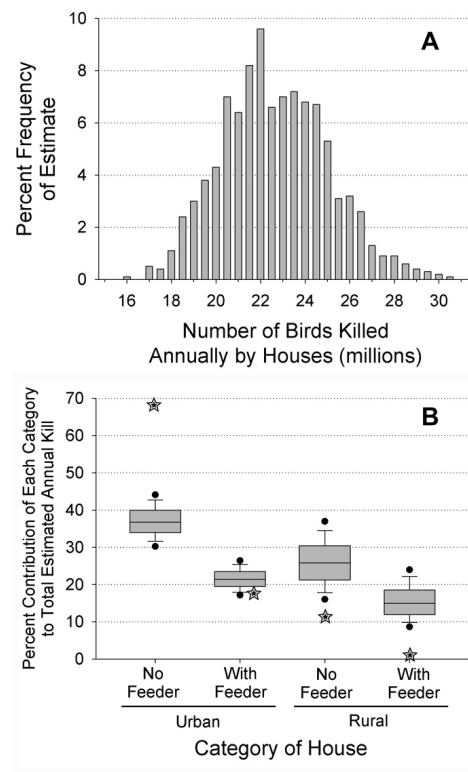 A
Percent Frequency
of Estimate
10
8
6
4
2
0
16 18 20 22 24 26 28 30
Number of Birds Killed
Annually by Houses (millions)
B
Percent Contribution of Each Category
to Total Estimated Annual Kill
70
60
50
40
30
20
10
0
No With No With
Feeder Feeder Feeder Feeder
Urban Rural
Category of House